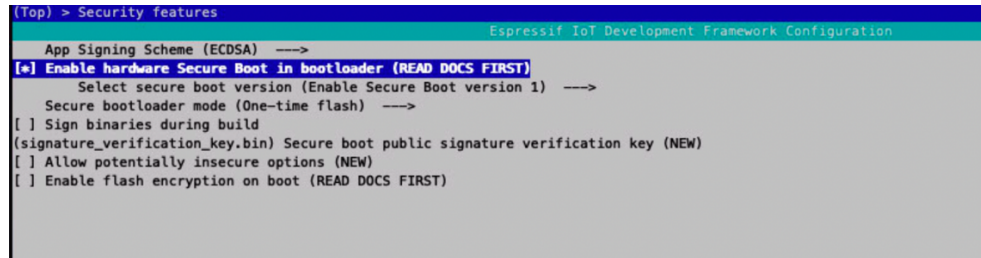 (Top) > Security features
Espressif IoT Development Framework Configuration
App Signing Scheme (ECDSA)  --->
[*] Enable hardware Secure Boot in bootloader (READ DOCS FIRST)
Select secure boot version (Enable Secure Boot version 1)  --->
Secure bootloader mode (One-time flash)  --->
[ ] Sign binaries during build
(signature_verification_key.bin) Secure boot public signature verification key (NEW)
[ ] Allow potentially insecure options (NEW)
[ ] Enable flash encryption on boot (READ DOCS FIRST)